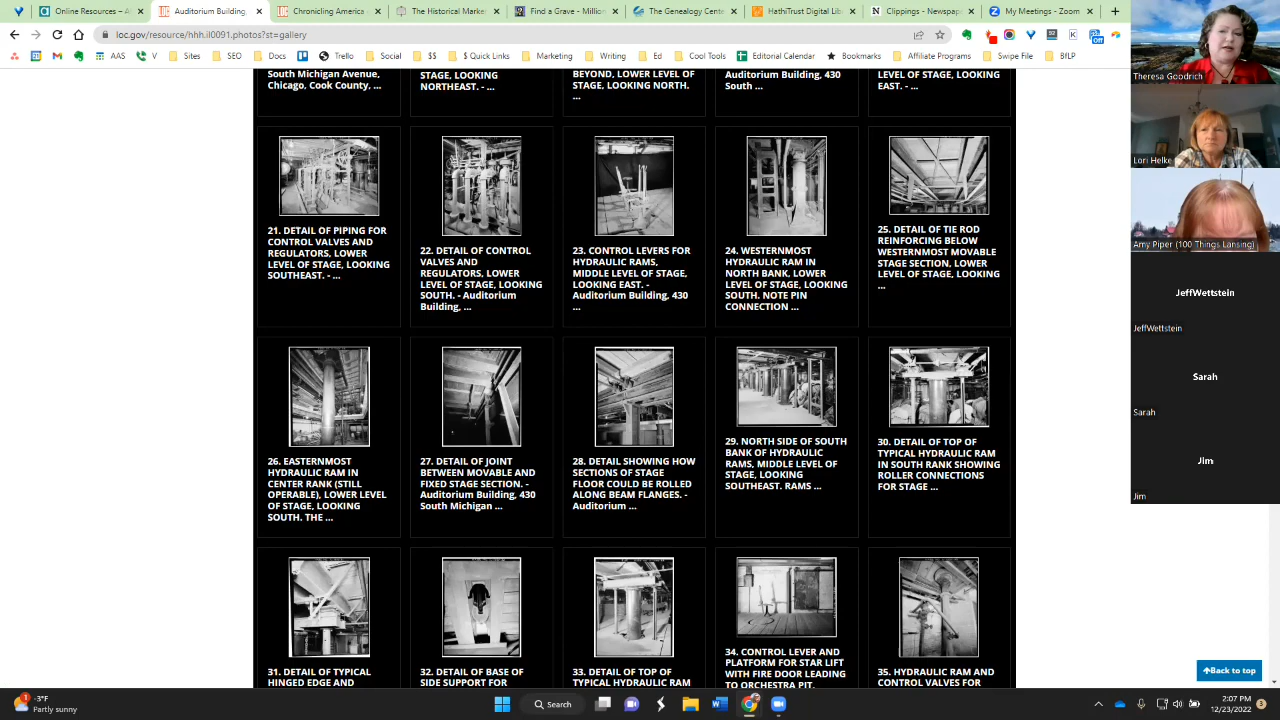 Online Resources – A
Auditorium Building,
Chronicling America
The Historical Marke
Find a Grave - Million
The Genealogy Cente
HathiTrust Digital Lib
Clippings - Newspape
My Meetings - Zoom
loc.gov/resource/hhh.il0091.photos?st=gallery
AAS
V
Sites
SEO
Docs
Trello
Social
$$
$ Quick Links
Marketing
Writing
Ed
Cool Tools
Editorial Calendar
Bookmarks
Affiliate Programs
Swipe File
BfLP
Off
South Michigan Avenue,
Chicago, Cook County, ...
STAGE, LOOKING
NORTHEAST. - ...
BEYOND, LOWER LEVEL OF
STAGE, LOOKING NORTH.
...
Auditorium Building, 430
South ...
LEVEL OF STAGE, LOOKING
EAST. - ...
21. DETAIL OF PIPING FOR
CONTROL VALVES AND
REGULATORS, LOWER
LEVEL OF STAGE, LOOKING
SOUTHEAST. - ...
22. DETAIL OF CONTROL
VALVES AND
REGULATORS, LOWER
LEVEL OF STAGE, LOOKING
SOUTH. - Auditorium
Building, ...
23. CONTROL LEVERS FOR
HYDRAULIC RAMS,
MIDDLE LEVEL OF STAGE,
LOOKING EAST. -
Auditorium Building, 430
...
24. WESTERNMOST
HYDRAULIC RAM IN
NORTH BANK, LOWER
LEVEL OF STAGE, LOOKING
SOUTH. NOTE PIN
CONNECTION ...
25. DETAIL OF TIE ROD
REINFORCING BELOW
WESTERNMOST MOVABLE
STAGE SECTION, LOWER
LEVEL OF STAGE, LOOKING
...
26. EASTERNMOST
HYDRAULIC RAM IN
CENTER RANK (STILL
OPERABLE), LOWER LEVEL
OF STAGE, LOOKING
SOUTH. THE ...
27. DETAIL OF JOINT
BETWEEN MOVABLE AND
FIXED STAGE SECTION. -
Auditorium Building, 430
South Michigan ...
28. DETAIL SHOWING HOW
SECTIONS OF STAGE
FLOOR COULD BE ROLLED
ALONG BEAM FLANGES. -
Auditorium ...
29. NORTH SIDE OF SOUTH
BANK OF HYDRAULIC
RAMS, MIDDLE LEVEL OF
STAGE, LOOKING
SOUTHEAST. RAMS ...
30. DETAIL OF TOP OF
TYPICAL HYDRAULIC RAM
IN SOUTH RANK SHOWING
ROLLER CONNECTIONS
FOR STAGE ...
31. DETAIL OF TYPICAL
HINGED EDGE AND
32. DETAIL OF BASE OF
SIDE SUPPORT FOR
33. DETAIL OF TOP OF
TYPICAL HYDRAULIC RAM
34. CONTROL LEVER AND
PLATFORM FOR STAR LIFT
WITH FIRE DOOR LEADING
TO ORCHESTRA PIT.
35. HYDRAULIC RAM AND
CONTROL VALVES FOR
Back to top
Theresa Goodrich
Lori Helke
Amy Piper (100 Things Lansing)
JeffWettstein
JeffWettstein
Sarah
Sarah
Jim
Jim
1
-3°F
Partly sunny
Search
2:07 PM
12/23/2022
3